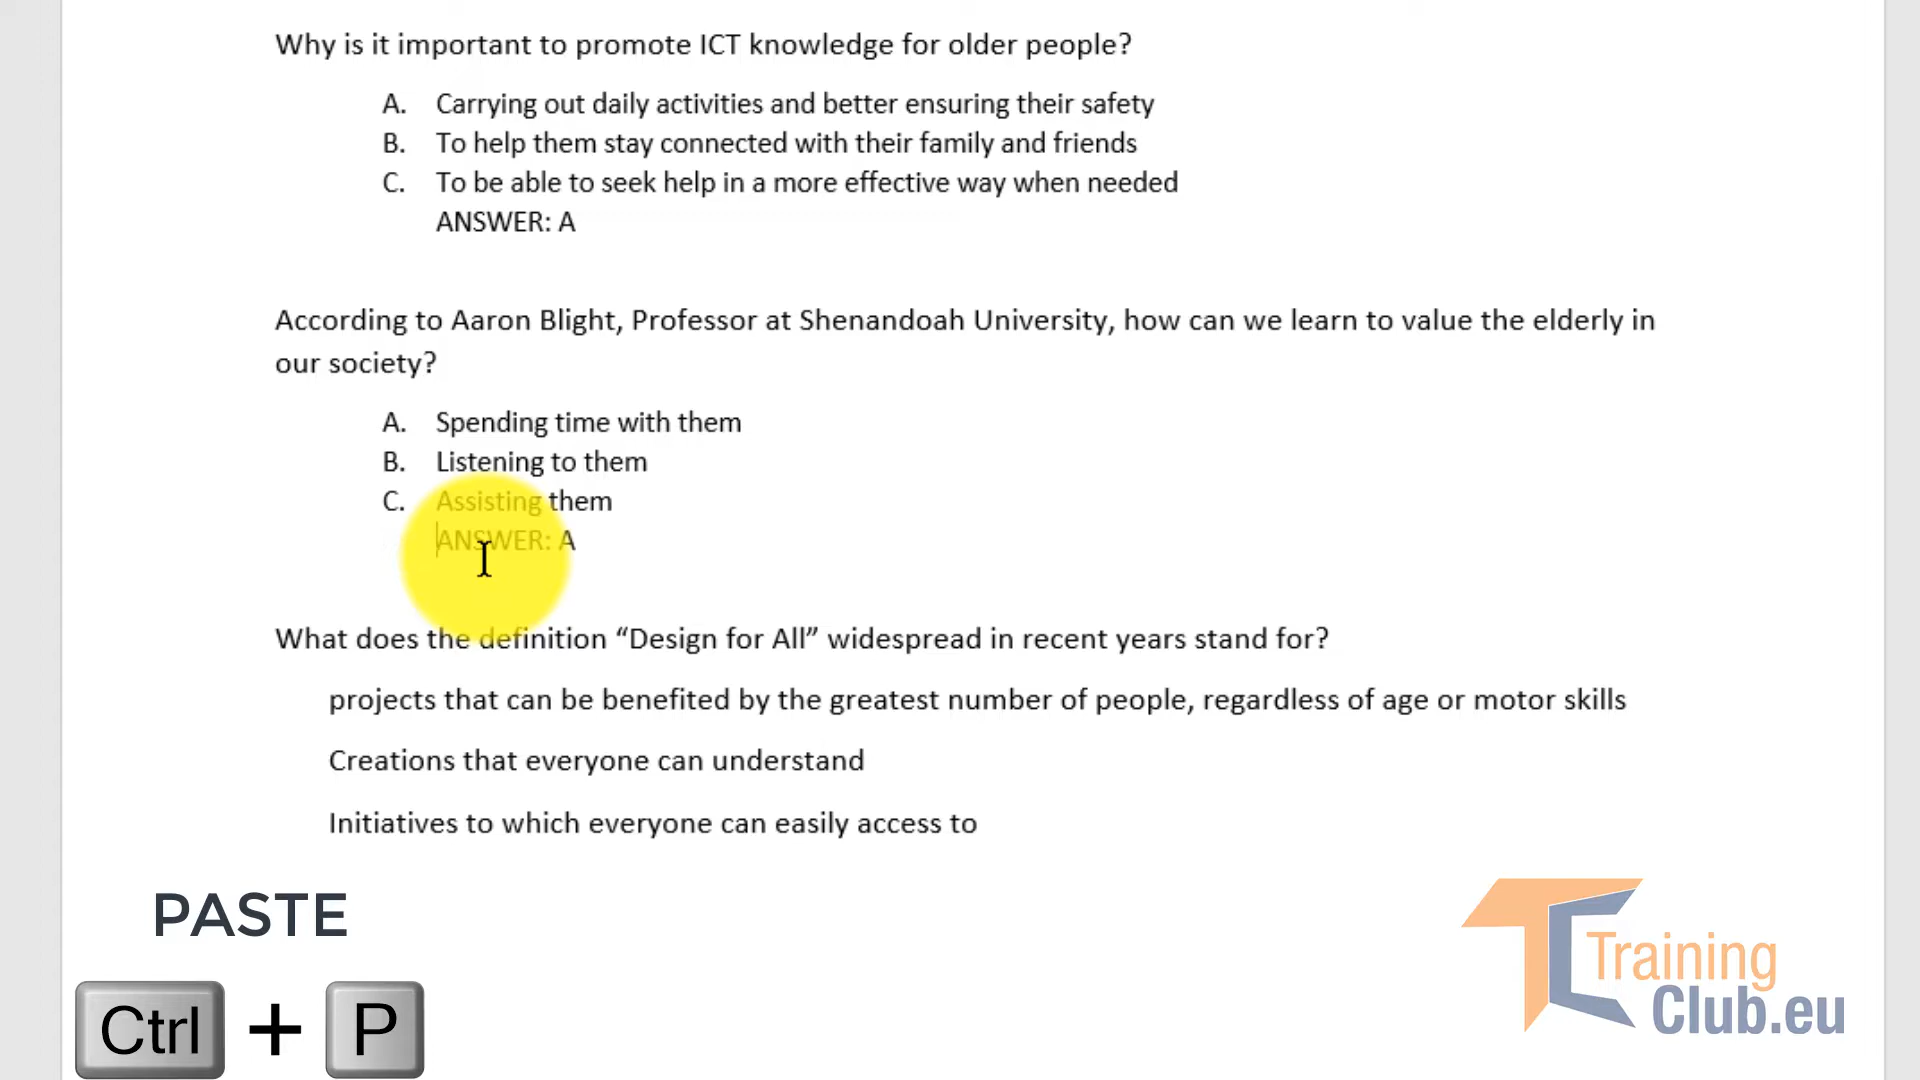 Why is it important to promote ICT knowledge for older people?
A. Carrying out daily activities and better ensuring their safety
B. To help them stay connected with their family and friends
C. To be able to seek help in a more effective way when needed
ANSWER: A
According to Aaron Blight, Professor at Shenandoah University, how can we learn to value the elderly in
our society?
A. Spending time with them
B. Listening to them
C. Assisting them
ANSWER: A
What does the definition “Design for All” widespread in recent years stand for?
projects that can be benefited by the greatest number of people, regardless of age or motor skills
Creations that everyone can understand
Initiatives to which everyone can easily access to
PASTE
Ctrl + P
TC Training
Club.eu